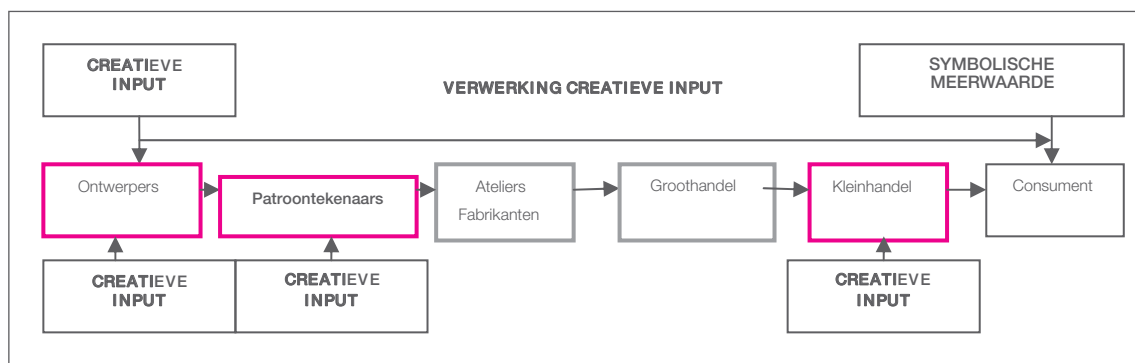 CREATIEVE
INPUT
VERWERKING CREATIEVE INPUT
SYMBOLISCHE
MEERWAARDE
Ontwerpers
Patroontekenaars
Ateliers
Fabrikanten
Groothandel
Kleinhandel
Consument
CREATIEVE
INPUT
CREATIEVE
INPUT
CREATIEVE
INPUT